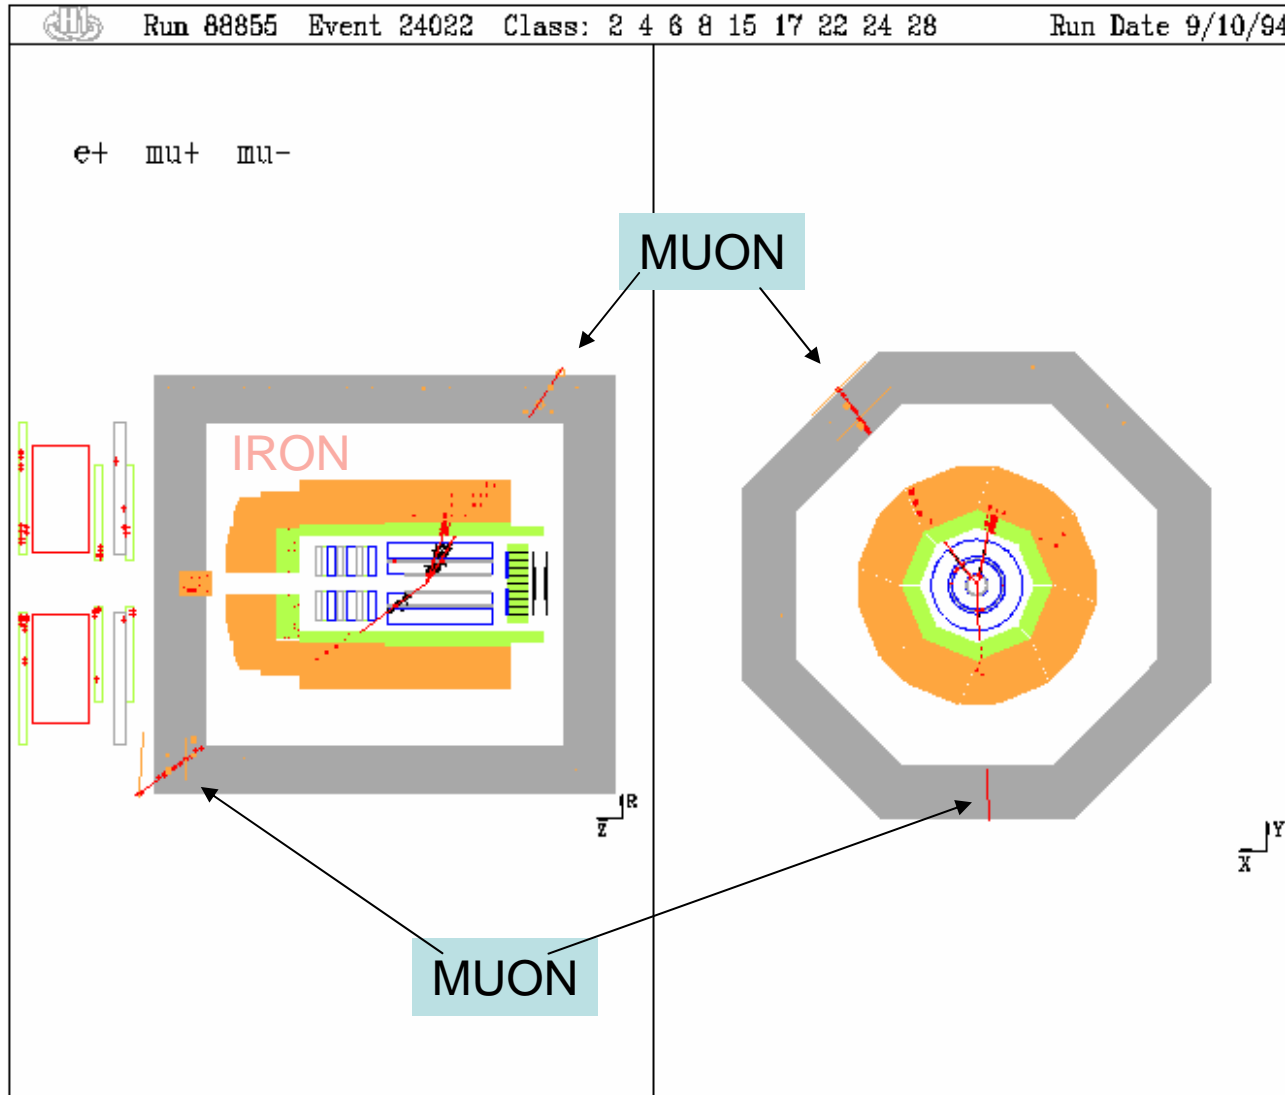 H1 Run 88855 Event 24022 Class: 2 4 6 8 15 17 22 24 28 Run Date 9/10/94
e+ mu+ mu-
MUON
IRON
R
Z
Y
X
MUON